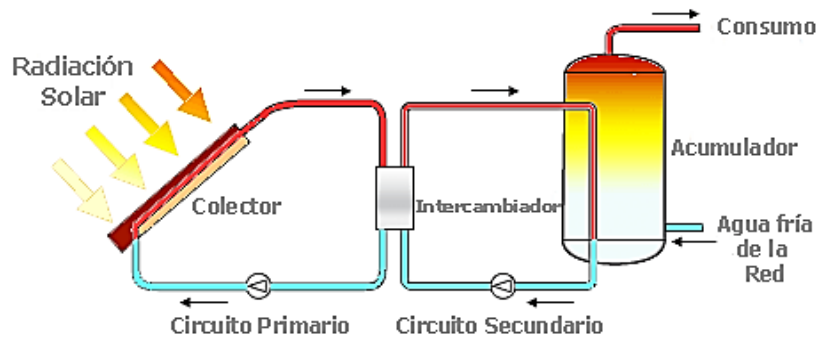 Consumo
Radiación
Solar
Acumulador
Colector
Intercambiador
Agua fría
de la
Red
Circuito Primario
Circuito Secundario